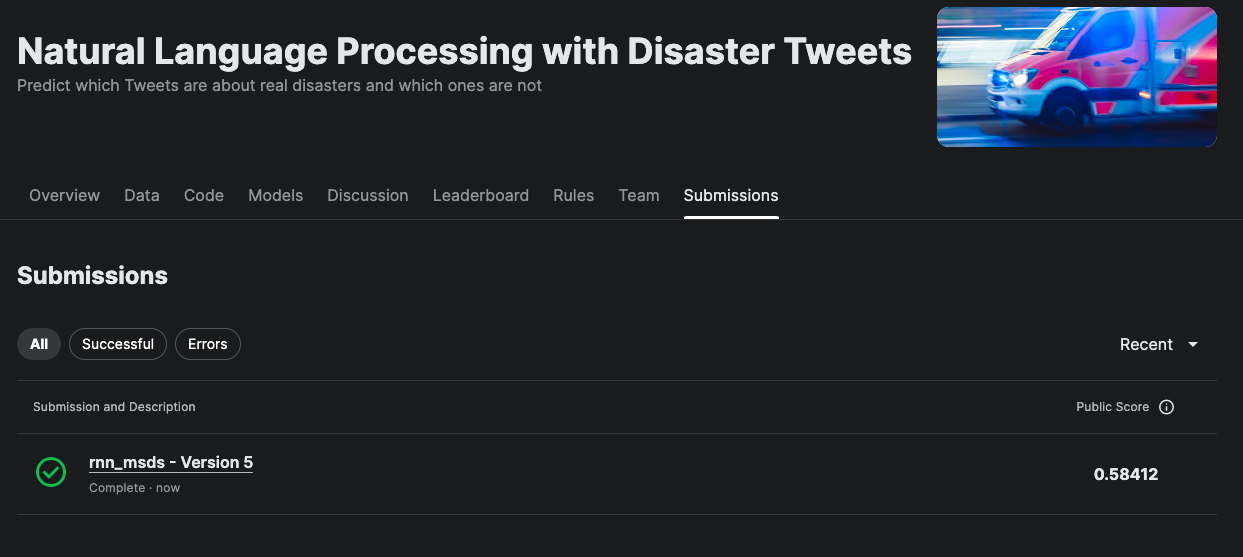 Natural Language Processing with Disaster Tweets
Predict which Tweets are about real disasters and which ones are not
Overview Data Code Models Discussion Leaderboard Rules Team Submissions
Submissions
All Successful Errors Recent
Submission and Description Public Score
rnn_msds - Version 5
Complete · now
0.58412